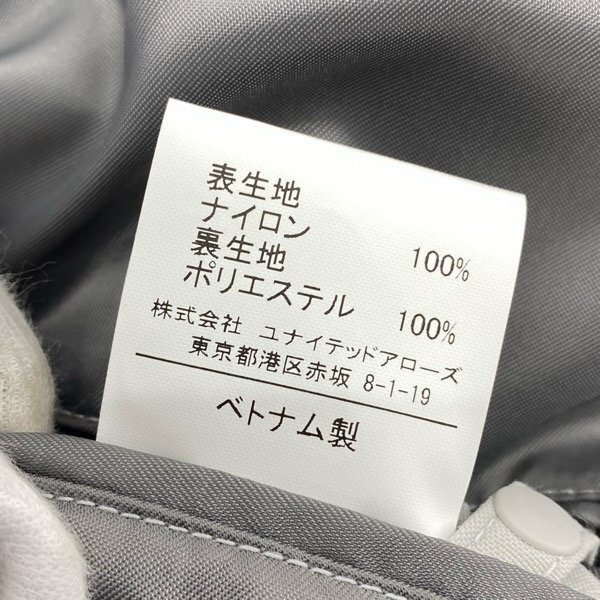 表生地
ナイロン 100%
裏生地
ポリエステル 100%
株式会社 ユナイテッドアローズ
東京都港区赤坂 8-1-19
ベトナム製